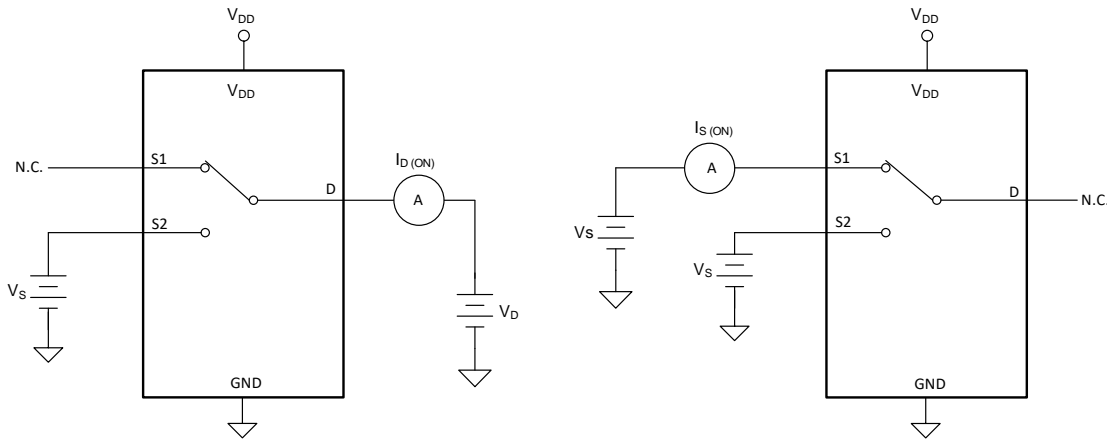 VDD
VDD
N.C.
S1
ID (ON)
A
D
S2
VS
VD
GND
VDD
VDD
IS (ON)
A
S1
D
N.C.
S2
Vs
VS
GND